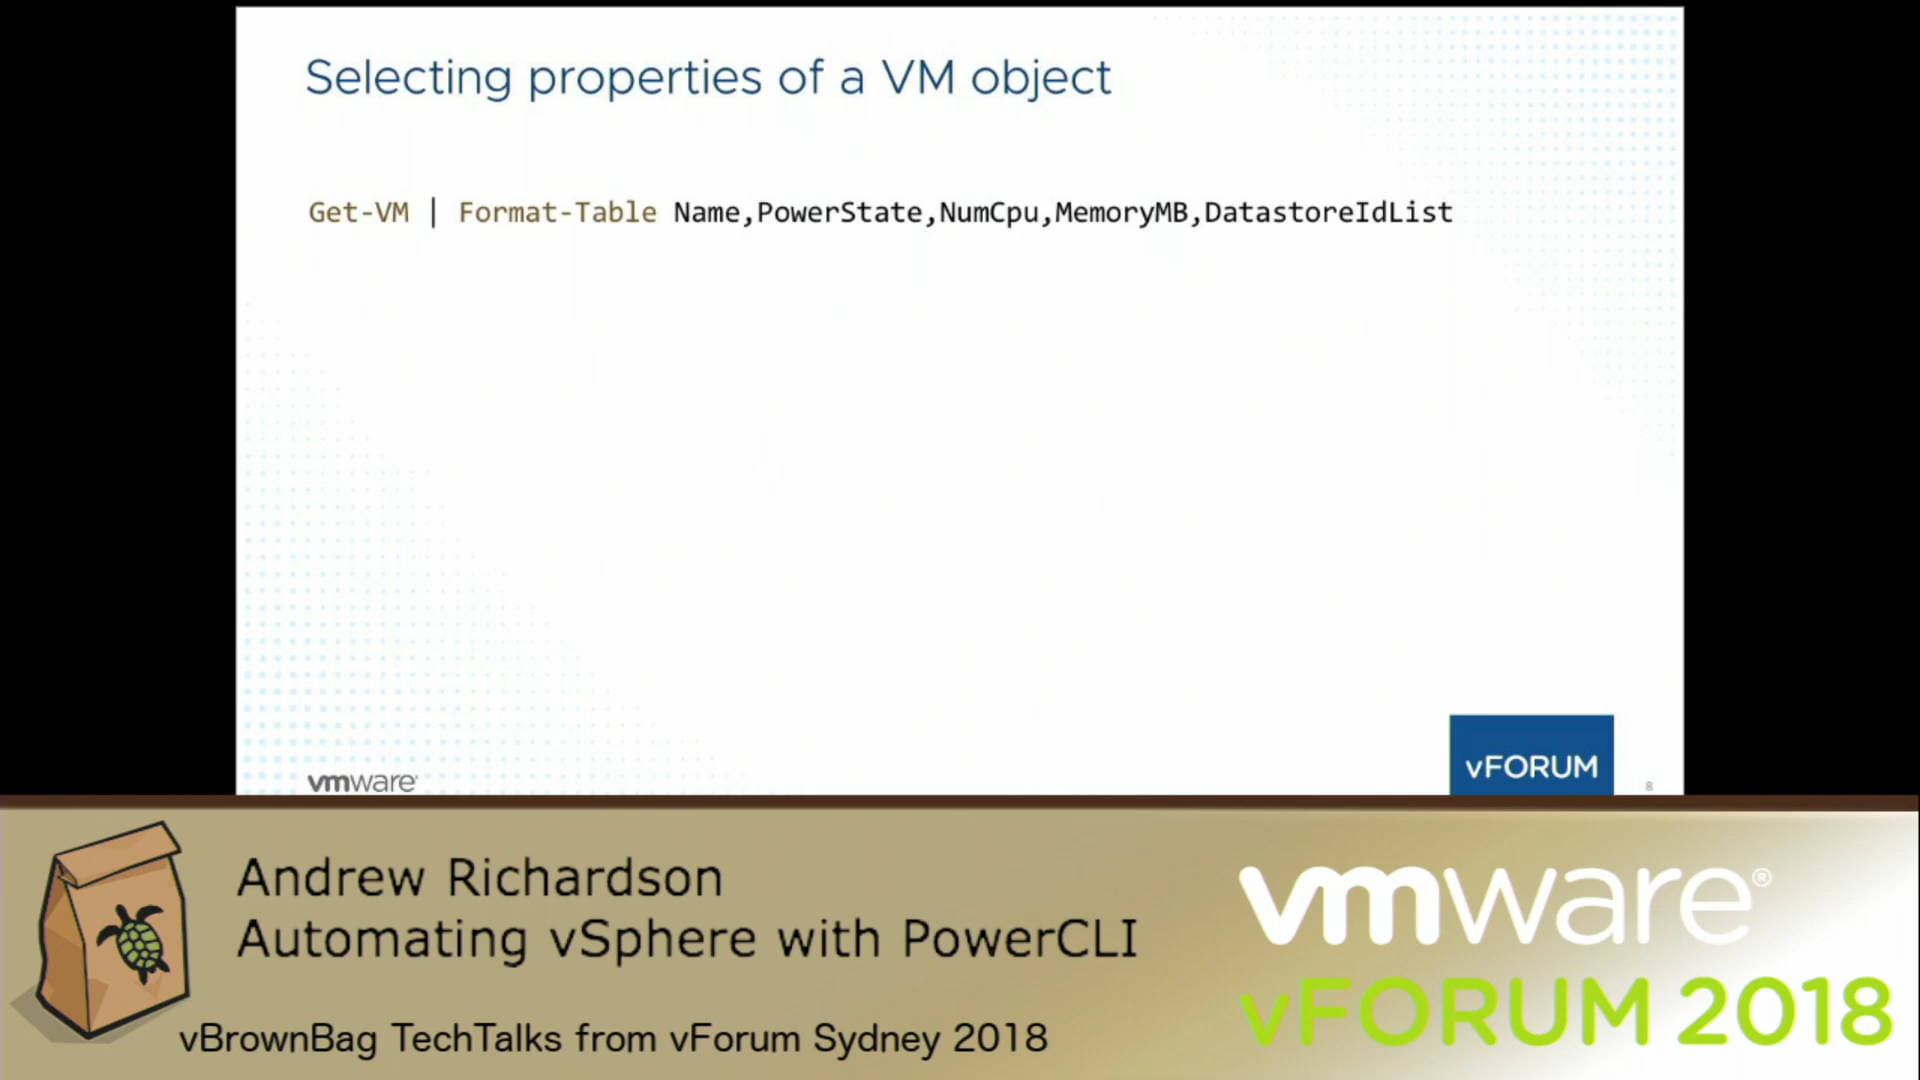 Selecting properties of a VM object
Get-VM | Format-Table Name,PowerState,NumCpu,MemoryMB,DatastoreIdList
vmware
vFORUM
8
Andrew Richardson
Automating vSphere with PowerCLI
vBrownBag TechTalks from vForum Sydney 2018
vmware®
vFORUM 2018